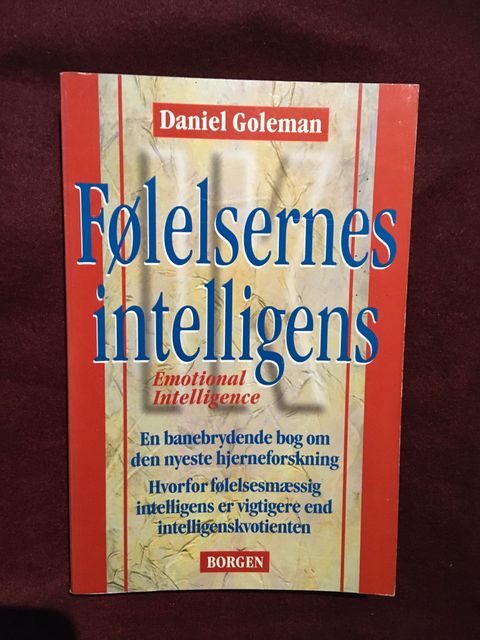 Daniel Goleman
Følelsernes
intelligens
Emotional
Intelligence
En banebrydende bog om
den nyeste hjerneforskning
Hvorfor følelsesmæssig
intelligens er vigtigere end
intelligenskvotienten
BORGEN